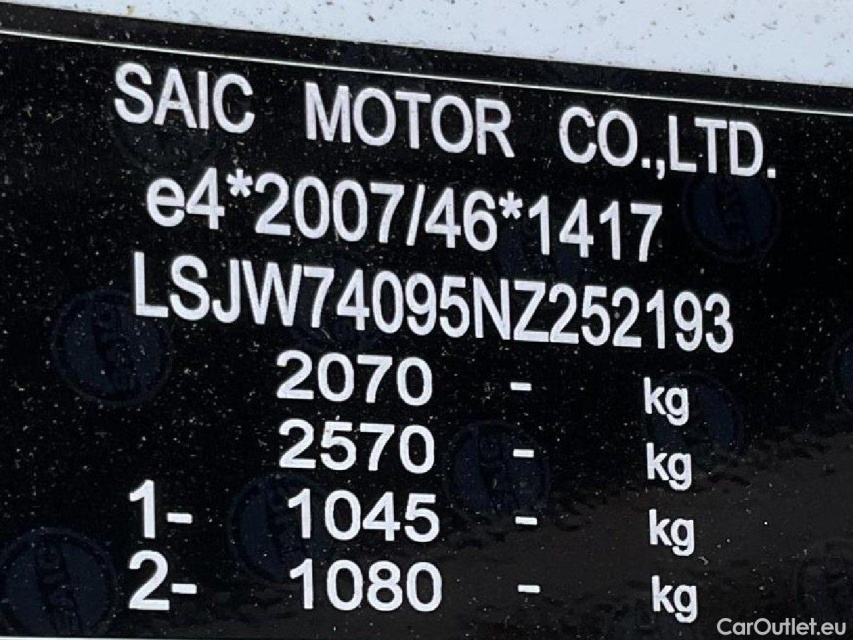 SAIC MOTOR CO.,LTD.
e4*2007/46*1417
LSJW74095NZ252193
2070 - kg
2570 - kg
1- 1045 - kg
2- 1080 - kg
CarOutlet.eu